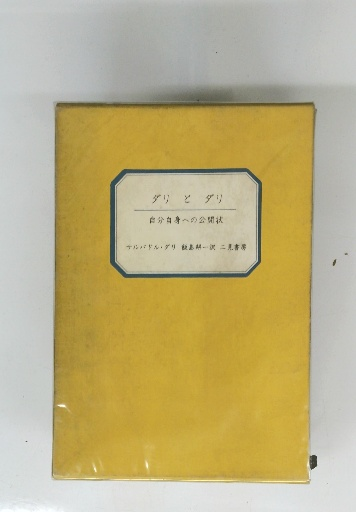 ダリとダリ
自分自身への公開状
サルバドル・ダリ 飯島耕一訳 二見書房